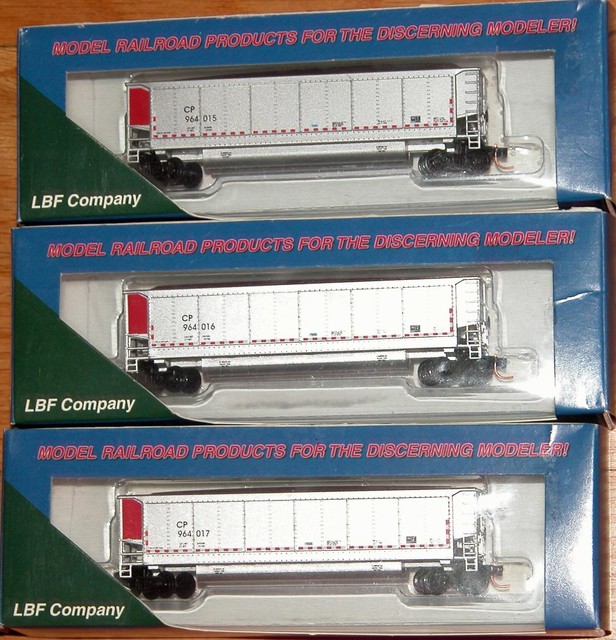 MODEL RAILROAD PRODUCTS FOR THE DISCERNING MODELER!
CP
964 015
LBF Company
MODEL RAILROAD PRODUCTS FOR THE DISCERNING MODELER!
CP
964 016
LBF Company
MODEL RAILROAD PRODUCTS FOR THE DISCERNING MODELER!
CP
964 017
LBF Company